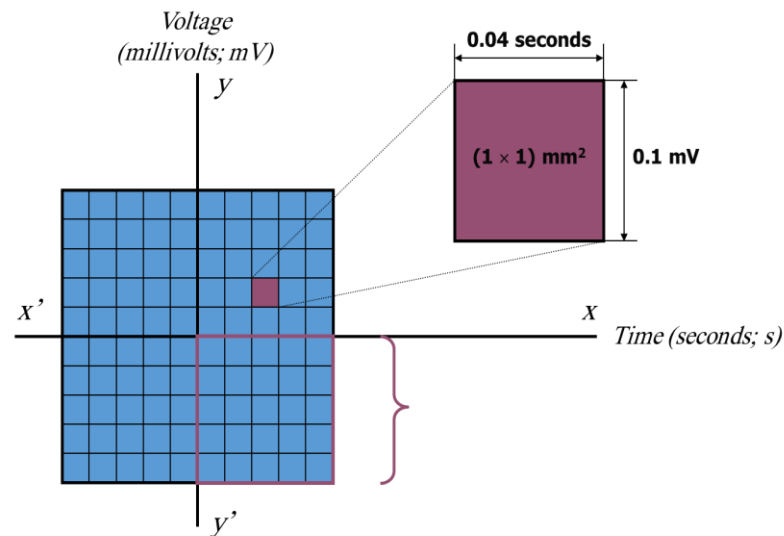 Voltage
(millivolts; mV)
y
0.04 seconds
(1 × 1) mm²
0.1 mV
x'
x
Time (seconds; s)
y'